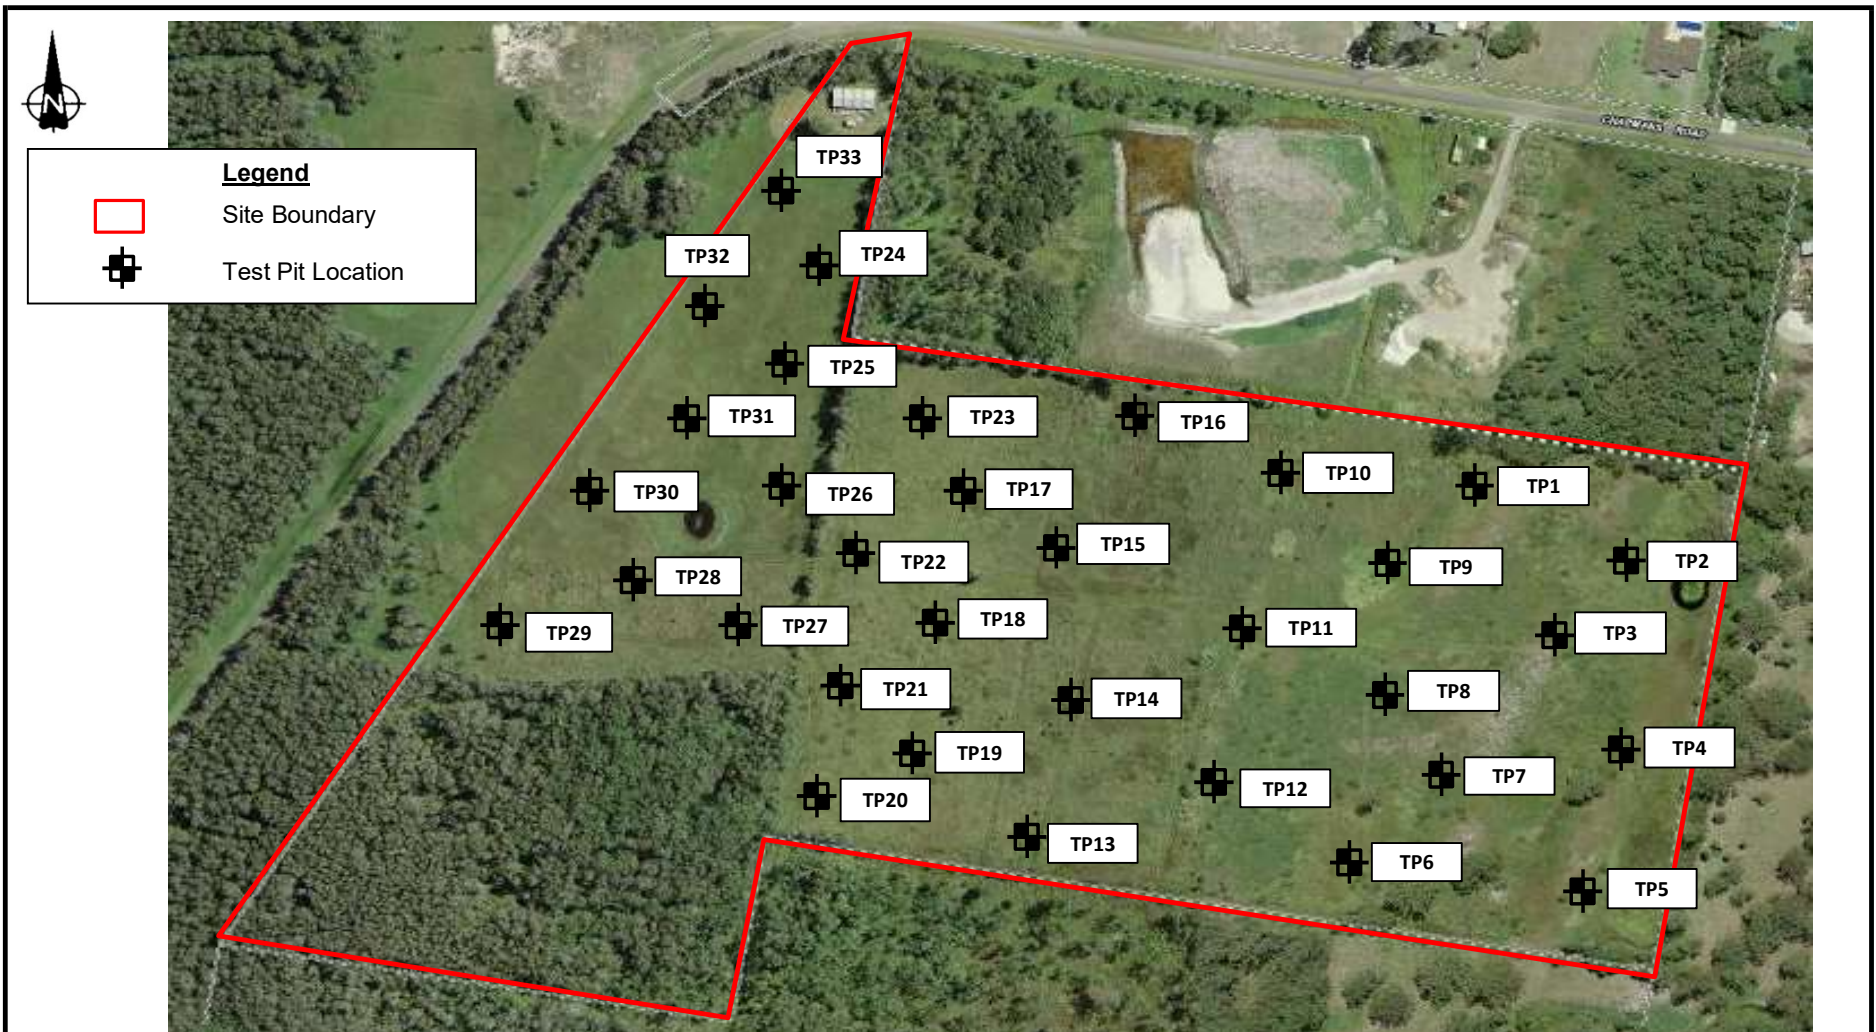 N
Legend
Site Boundary
Test Pit Location
CHAPMANS ROAD
TP33
TP32
TP24
TP25
TP31
TP23
TP16
TP30
TP26
TP17
TP10
TP1
TP22
TP15
TP9
TP2
TP28
TP29
TP27
TP18
TP11
TP3
TP21
TP14
TP8
TP19
TP4
TP20
TP12
TP7
TP13
TP6
TP5